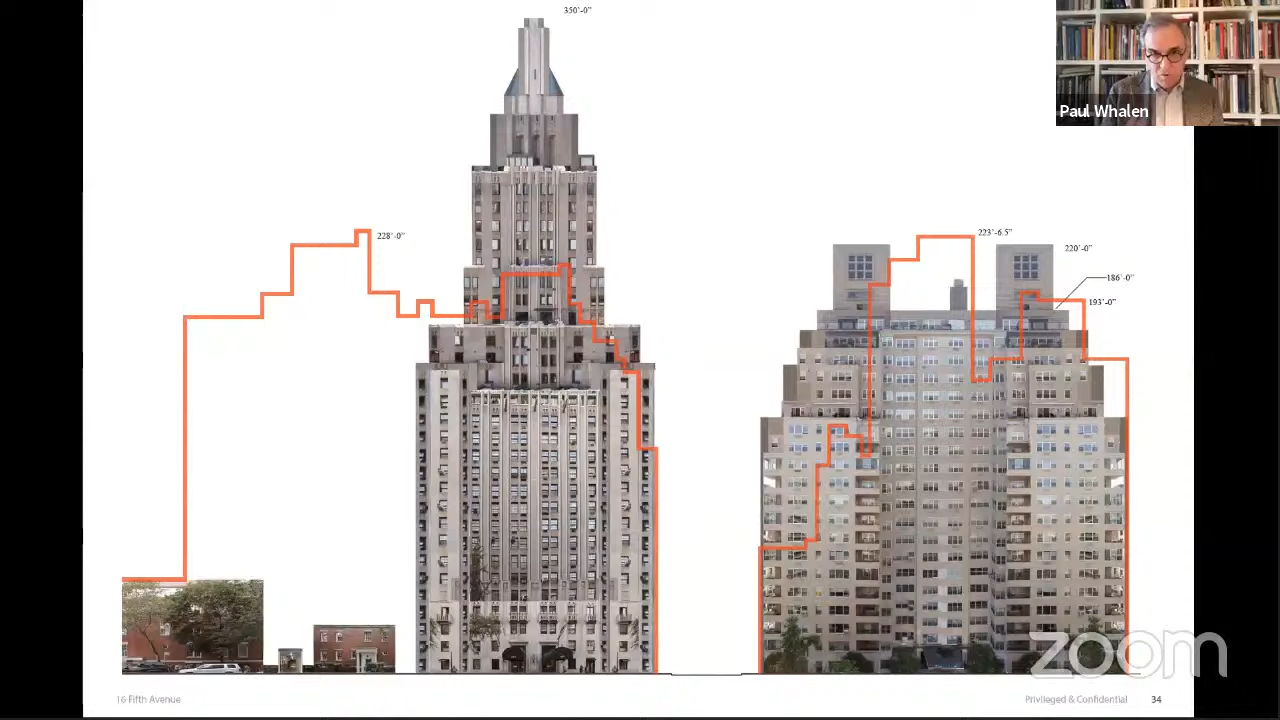 350'-0"
Paul Whalen
228'-0"
223'-6.5"
220'-0"
186'-0"
193'-0"
zoom
16 Fifth Avenue
Privileged & Confidential
34